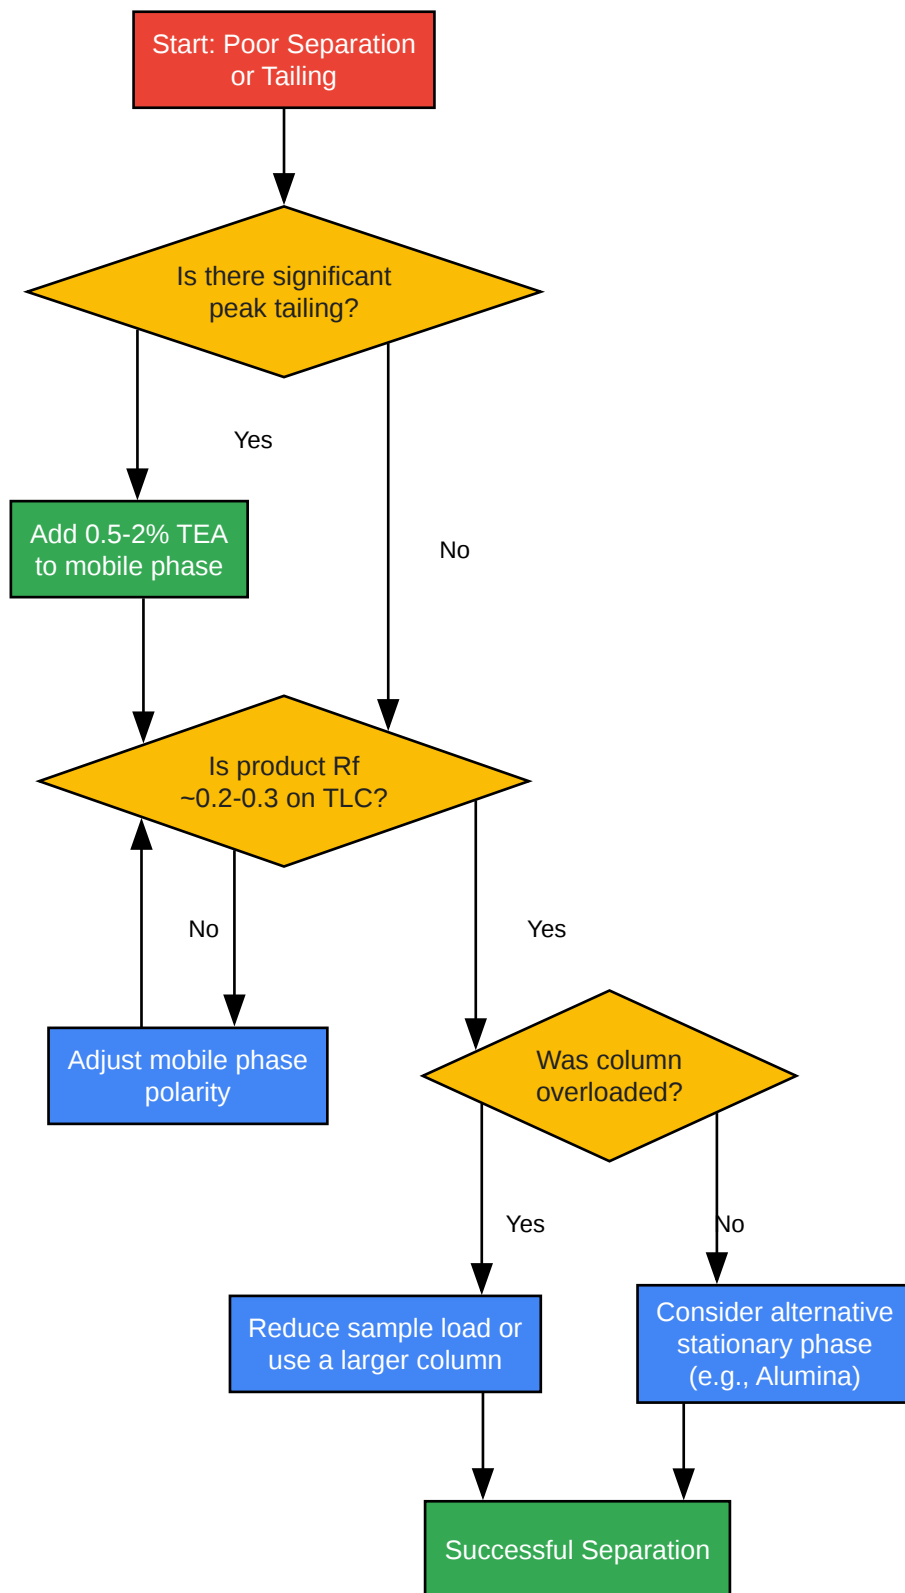 Start: Poor Separation
or Tailing
Is there significant
peak tailing?
Yes
Add 0.5-2% TEA
to mobile phase
No
Is product Rf
~0.2-0.3 on TLC?
No
Yes
Adjust mobile phase
polarity
Was column
overloaded?
Yes
No
Reduce sample load or
use a larger column
Consider alternative
stationary phase
(e.g., Alumina)
Successful Separation